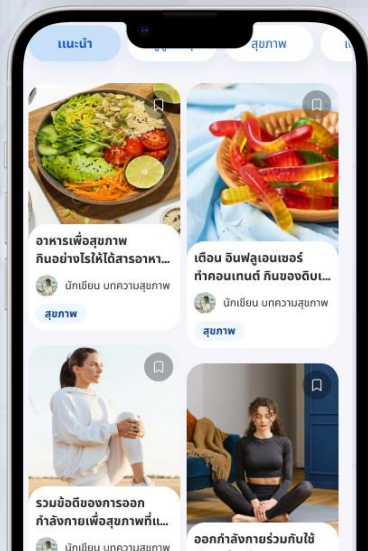 แนะนำ
สุขภาพ
อาหารเพื่อสุขภาพ
กินอย่างไรให้ได้สารอาหา...
นักเขียน บทความสุขภาพ
สุขภาพ
เตือน อินฟลูเอนเซอร์
ทำคอนเทนต์ กินของดิบเ...
นักเขียน บทความสุขภาพ
สุขภาพ
รวมข้อดีของการออก
กำลังกายเพื่อสุขภาพที่แ...
นักเขียน บทความสุขภาพ
ออกกำลังกายร่วมกับใช้